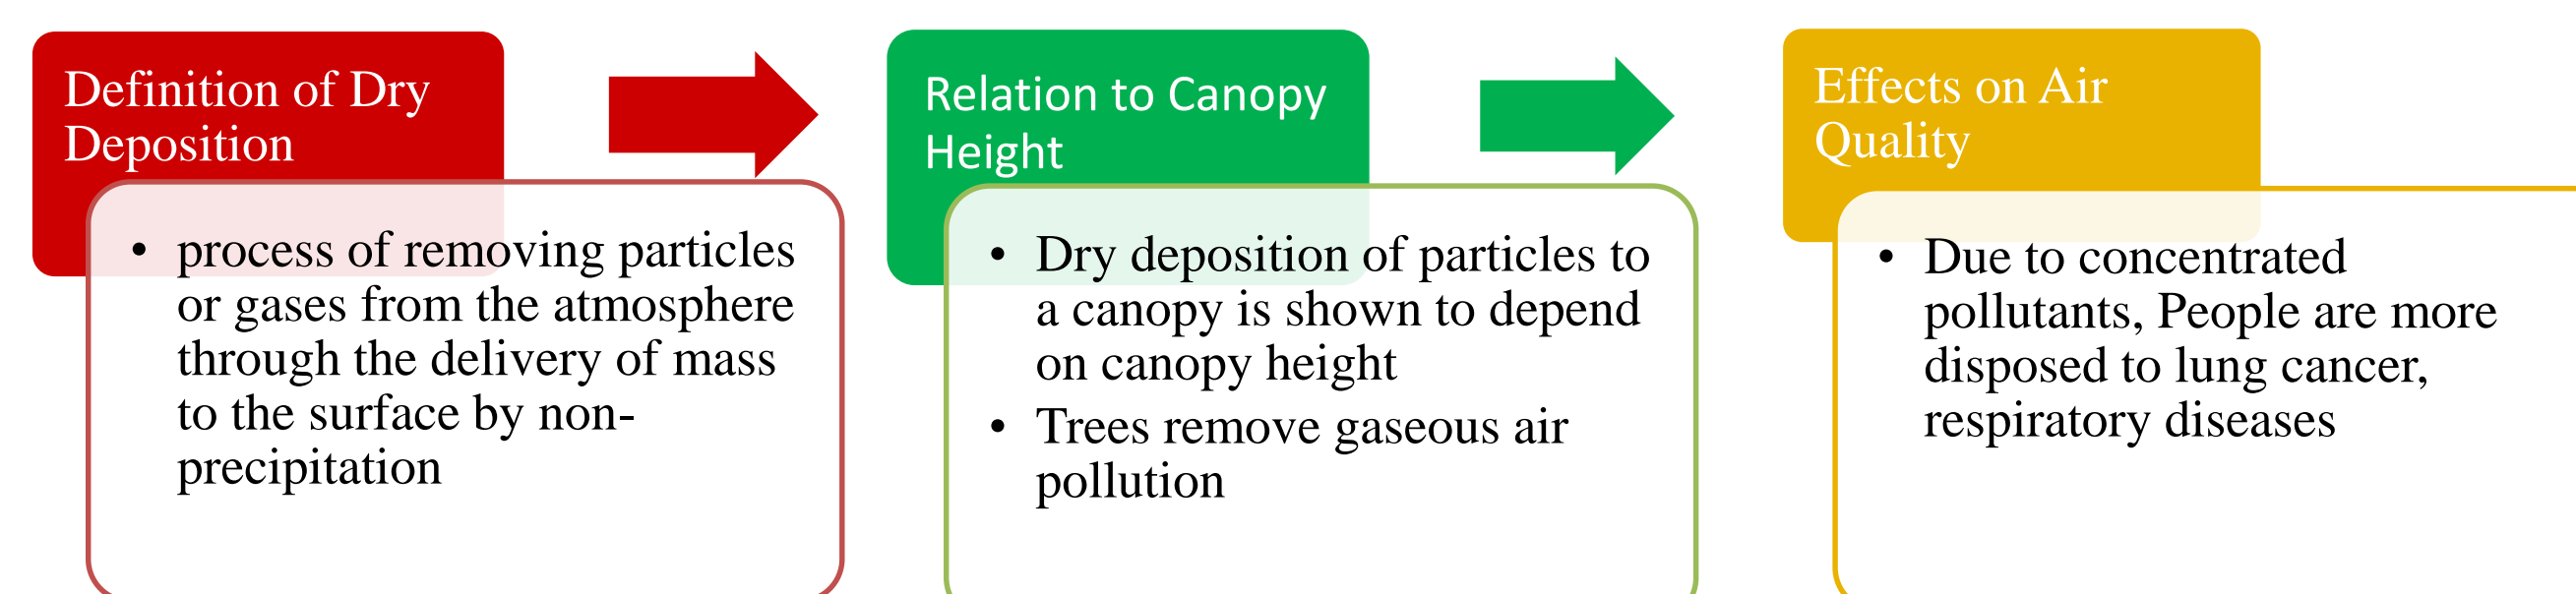 Definition of Dry
Deposition
• process of removing particles
or gases from the atmosphere
through the delivery of mass
to the surface by non-
precipitation
Relation to Canopy
Height
• Dry deposition of particles to
a canopy is shown to depend
on canopy height
• Trees remove gaseous air
pollution
Effects on Air
Quality
• Due to concentrated
pollutants, People are more
disposed to lung cancer,
respiratory diseases